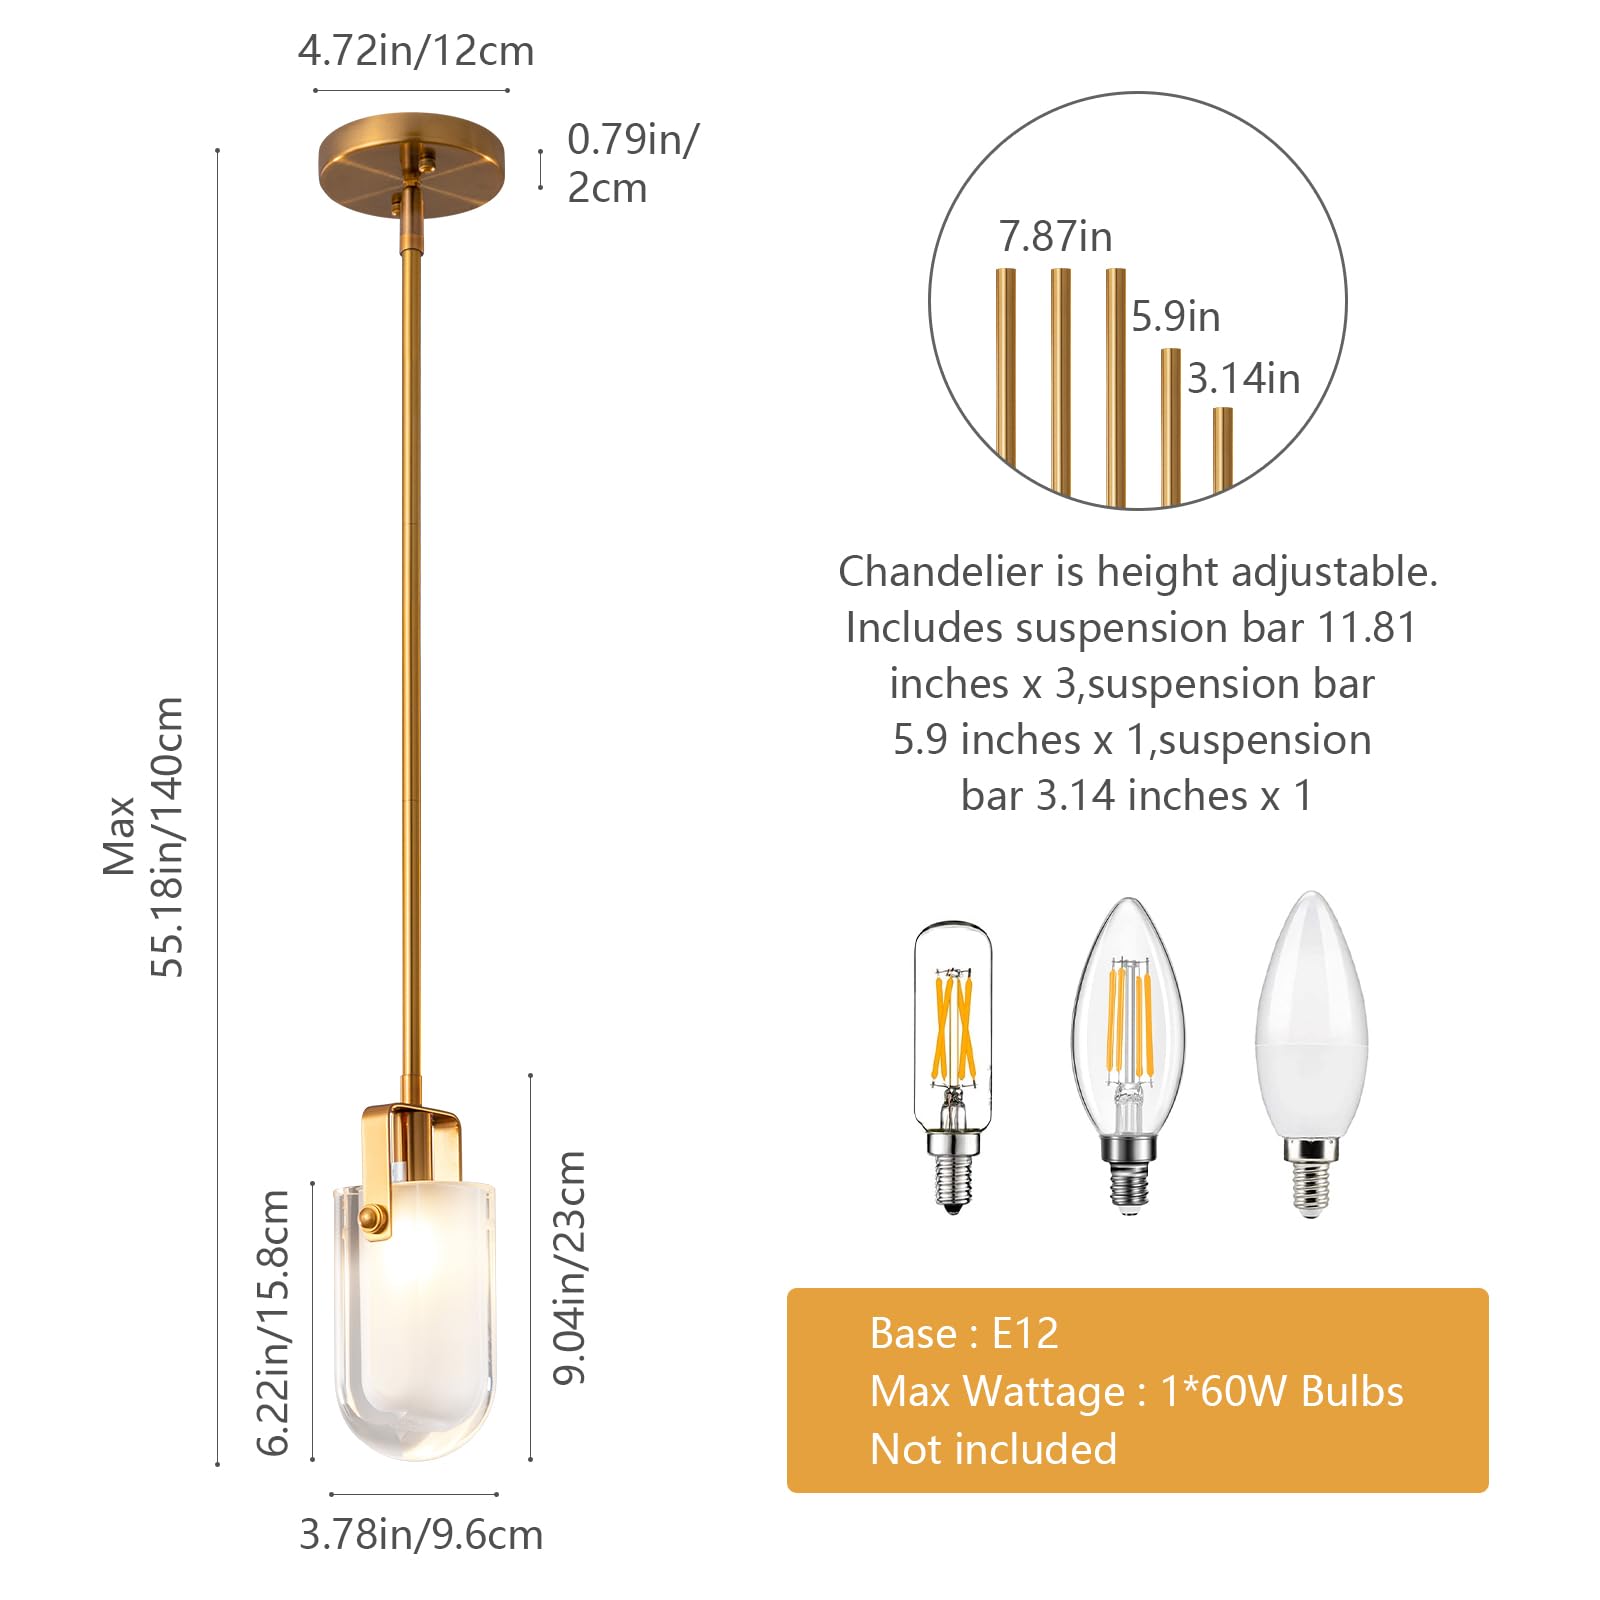 4.72in/12cm
0.79in/
2cm
Max
55.18in/140cm
6.22in/15.8cm
9.04in/23cm
3.78in/9.6cm
7.87in
5.9in
3.14in
Chandelier is height adjustable.
Includes suspension bar 11.81
inches x 3,suspension bar
5.9 inches x 1,suspension
bar 3.14 inches x 1
Base : E12
Max Wattage : 1*60W Bulbs
Not included